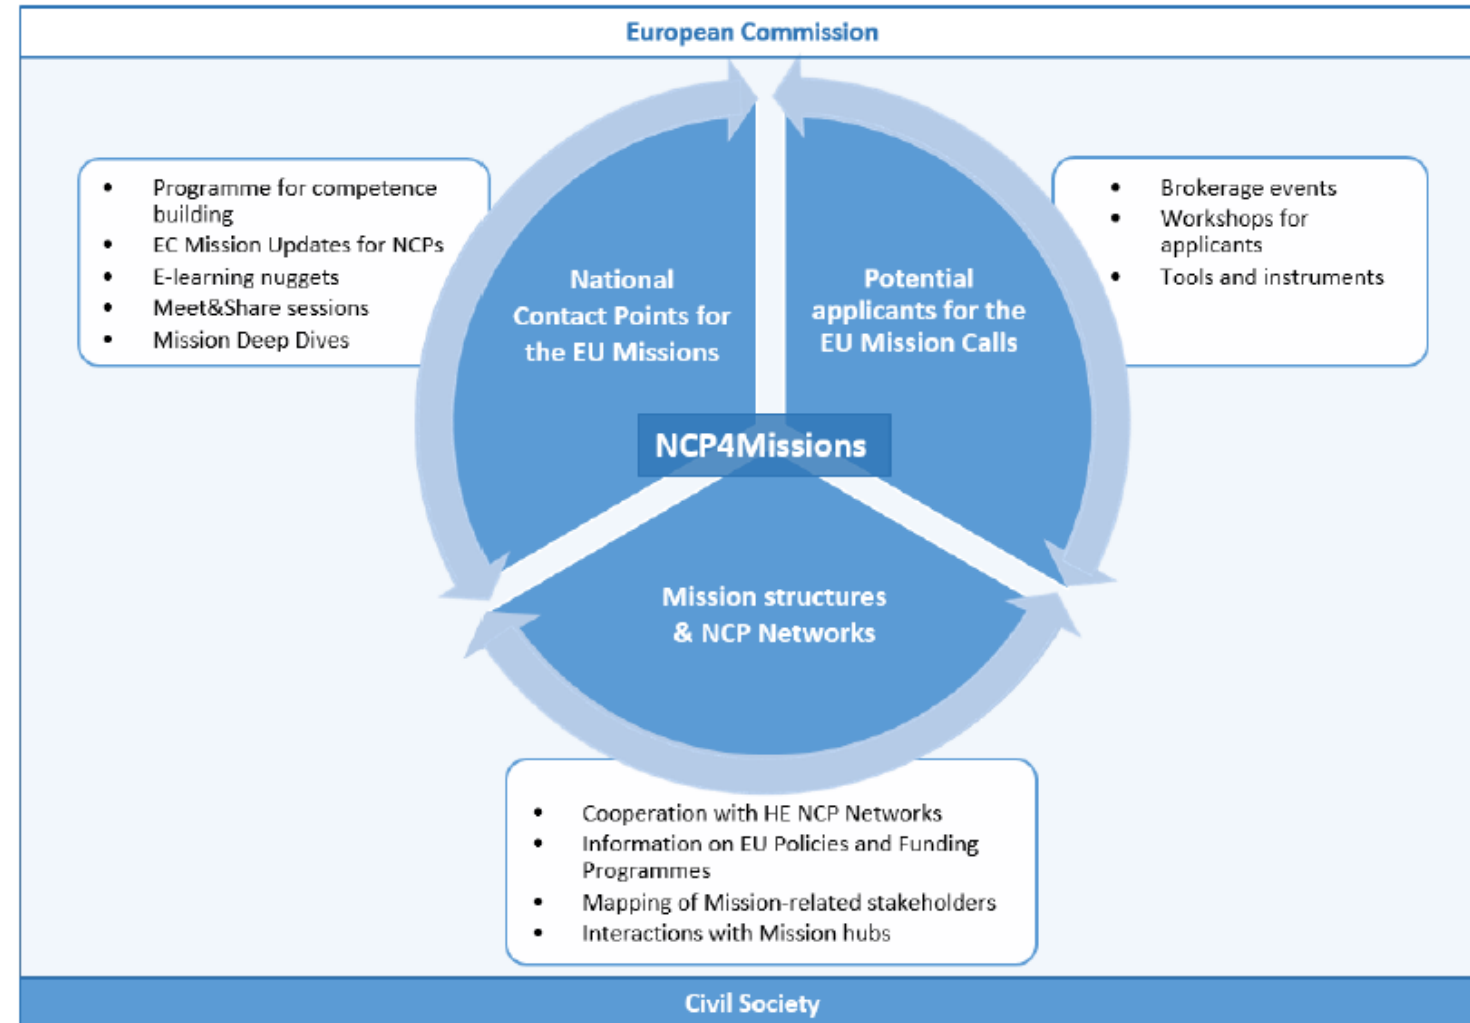 European Commission
• Programme for competence
building
• EC Mission Updates for NCPs
• E-learning nuggets
• Meet&Share sessions
• Mission Deep Dives
• Brokerage events
• Workshops for
applicants
• Tools and instruments
National
Contact Points for
the EU Missions
Potential
applicants for the
EU Mission Calls
NCP4Missions
Mission structures
& NCP Networks
• Cooperation with HE NCP Networks
• Information on EU Policies and Funding
Programmes
• Mapping of Mission-related stakeholders
• Interactions with Mission hubs
Civil Society